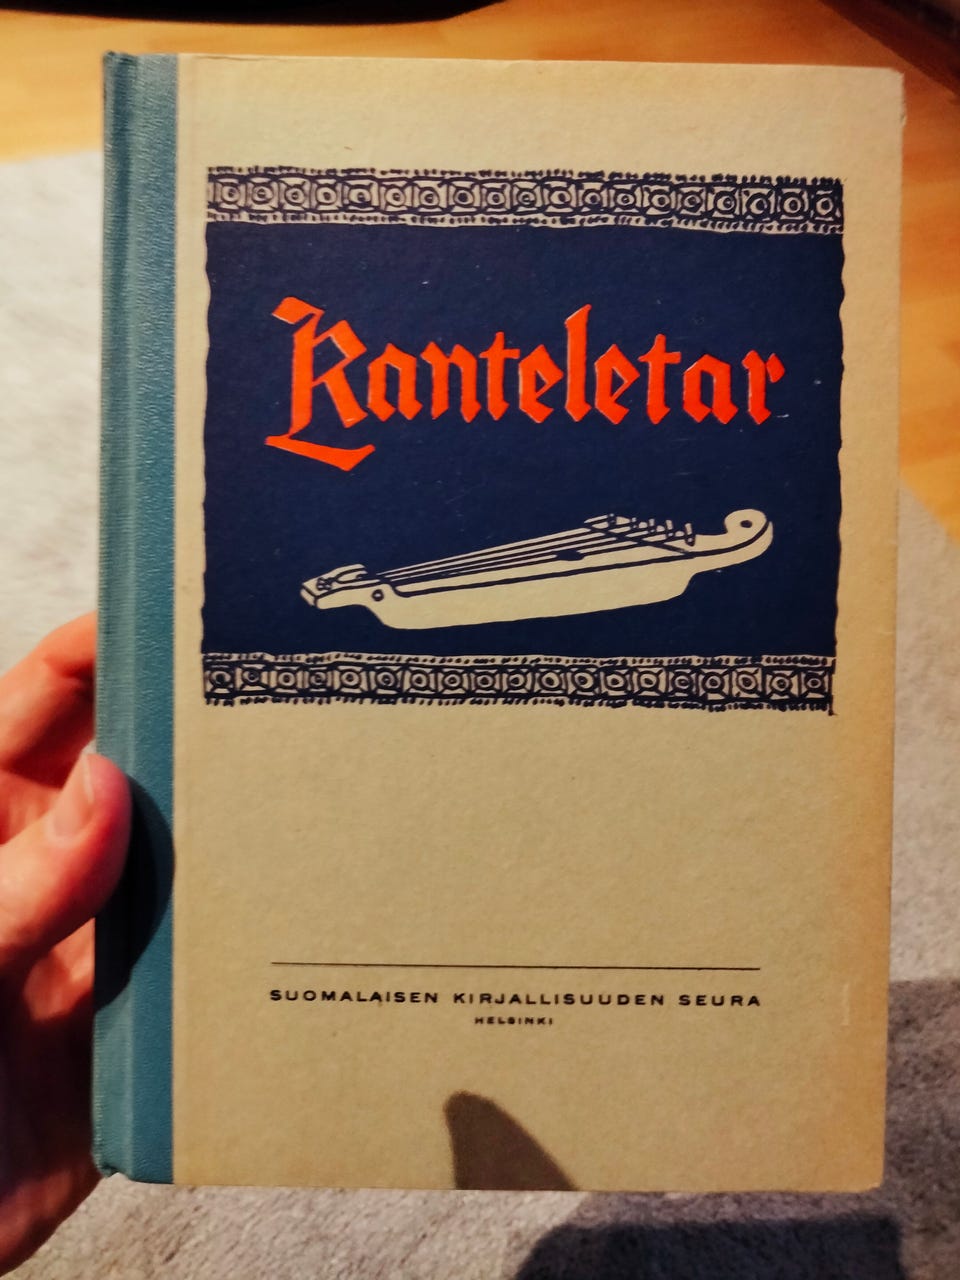 Kanteletar
SUOMALAISEN KIRJALLISUUDEN SEURA
HELSINKI